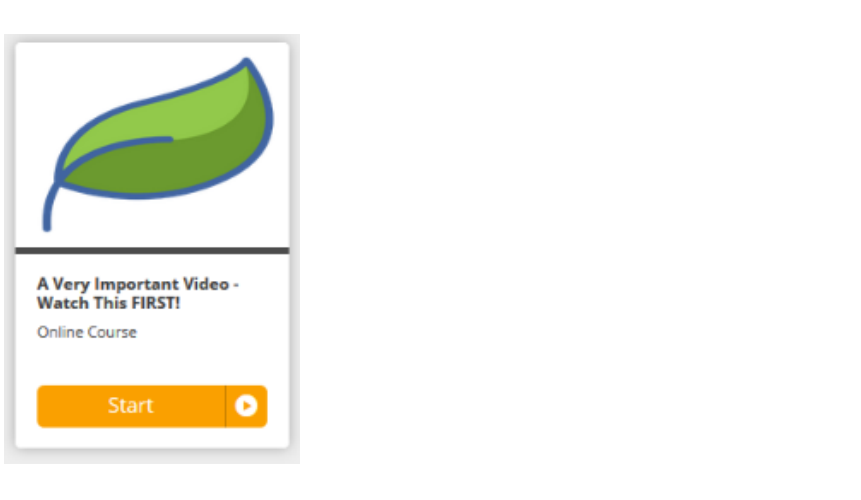 A Very Important Video -
Watch This FIRST!
Online Course
Start